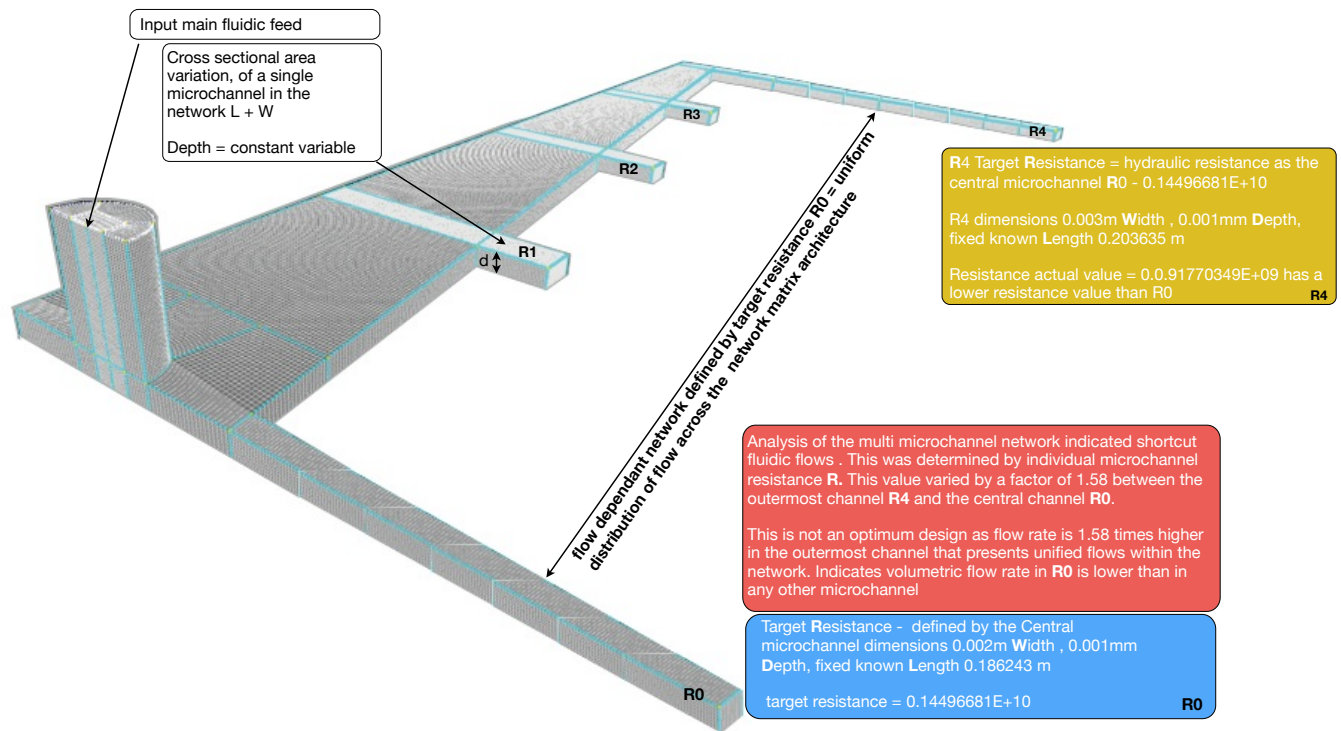 Input main fluidic feed
Cross sectional area
variation, of a single
microchannel in the
network L + W
Depth = constant variable
R3
R4
R2
R1
d
flow dependant network defined by target resistance R0 = uniform
distribution of flow across the network matrix architecture
R4 Target Resistance = hydraulic resistance as the
central microchannel R0 - 0.14496681E+10
R4 dimensions 0.003m Width , 0.001mm Depth,
fixed known Length 0.203635 m
Resistance actual value = 0.0.91770349E+09 has a
lower resistance value than R0
R4
Analysis of the multi microchannel network indicated shortcut
fluidic flows . This was determined by individual microchannel
resistance R. This value varied by a factor of 1.58 between the
outermost channel R4 and the central channel R0.
This is not an optimum design as flow rate is 1.58 times higher
in the outermost channel that presents unified flows within the
network. Indicates volumetric flow rate in R0 is lower than in
any other microchannel
Target Resistance - defined by the Central
microchannel dimensions 0.002m Width , 0.001mm
Depth, fixed known Length 0.186243 m
target resistance = 0.14496681E+10
R0
R0